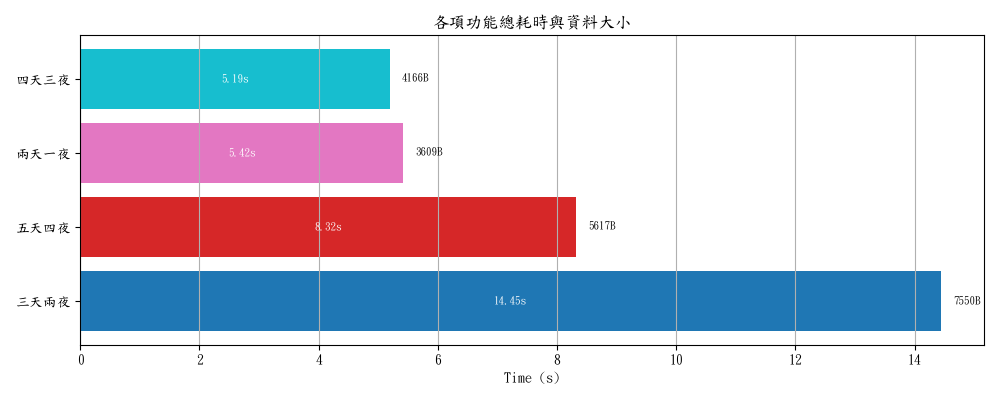 各項功能總耗時與資料大小
四天三夜
5.19s
4166B
兩天一夜
5.42s
3609B
五天四夜
8.32s
5617B
三天兩夜
14.45s
7550B
0 2 4 6 8 10 12 14
Time (s)